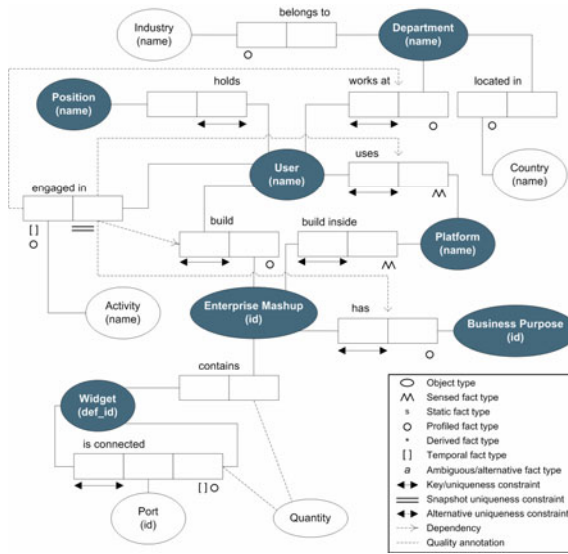 belongs to
Industry
(name)
Department
(name)
holds
works at
located in
Position
(name)
User
(name)
uses
Country
(name)
engaged in
[ ]
build
build inside
Platform
(name)
Activity
(name)
Enterprise Mashup
(id)
has
Business Purpose
(id)
contains
Widget
(def_id)
is connected
[ ]
Port
(id)
Quantity
Object type
Sensed fact type
s Static fact type
Profiled fact type
* Derived fact type
[ ] Temporal fact type
a Ambiguous/alternative fact type
Key/uniqueness constraint
Snapshot uniqueness constraint
Alternative uniqueness constraint
Dependency
Quality annotation